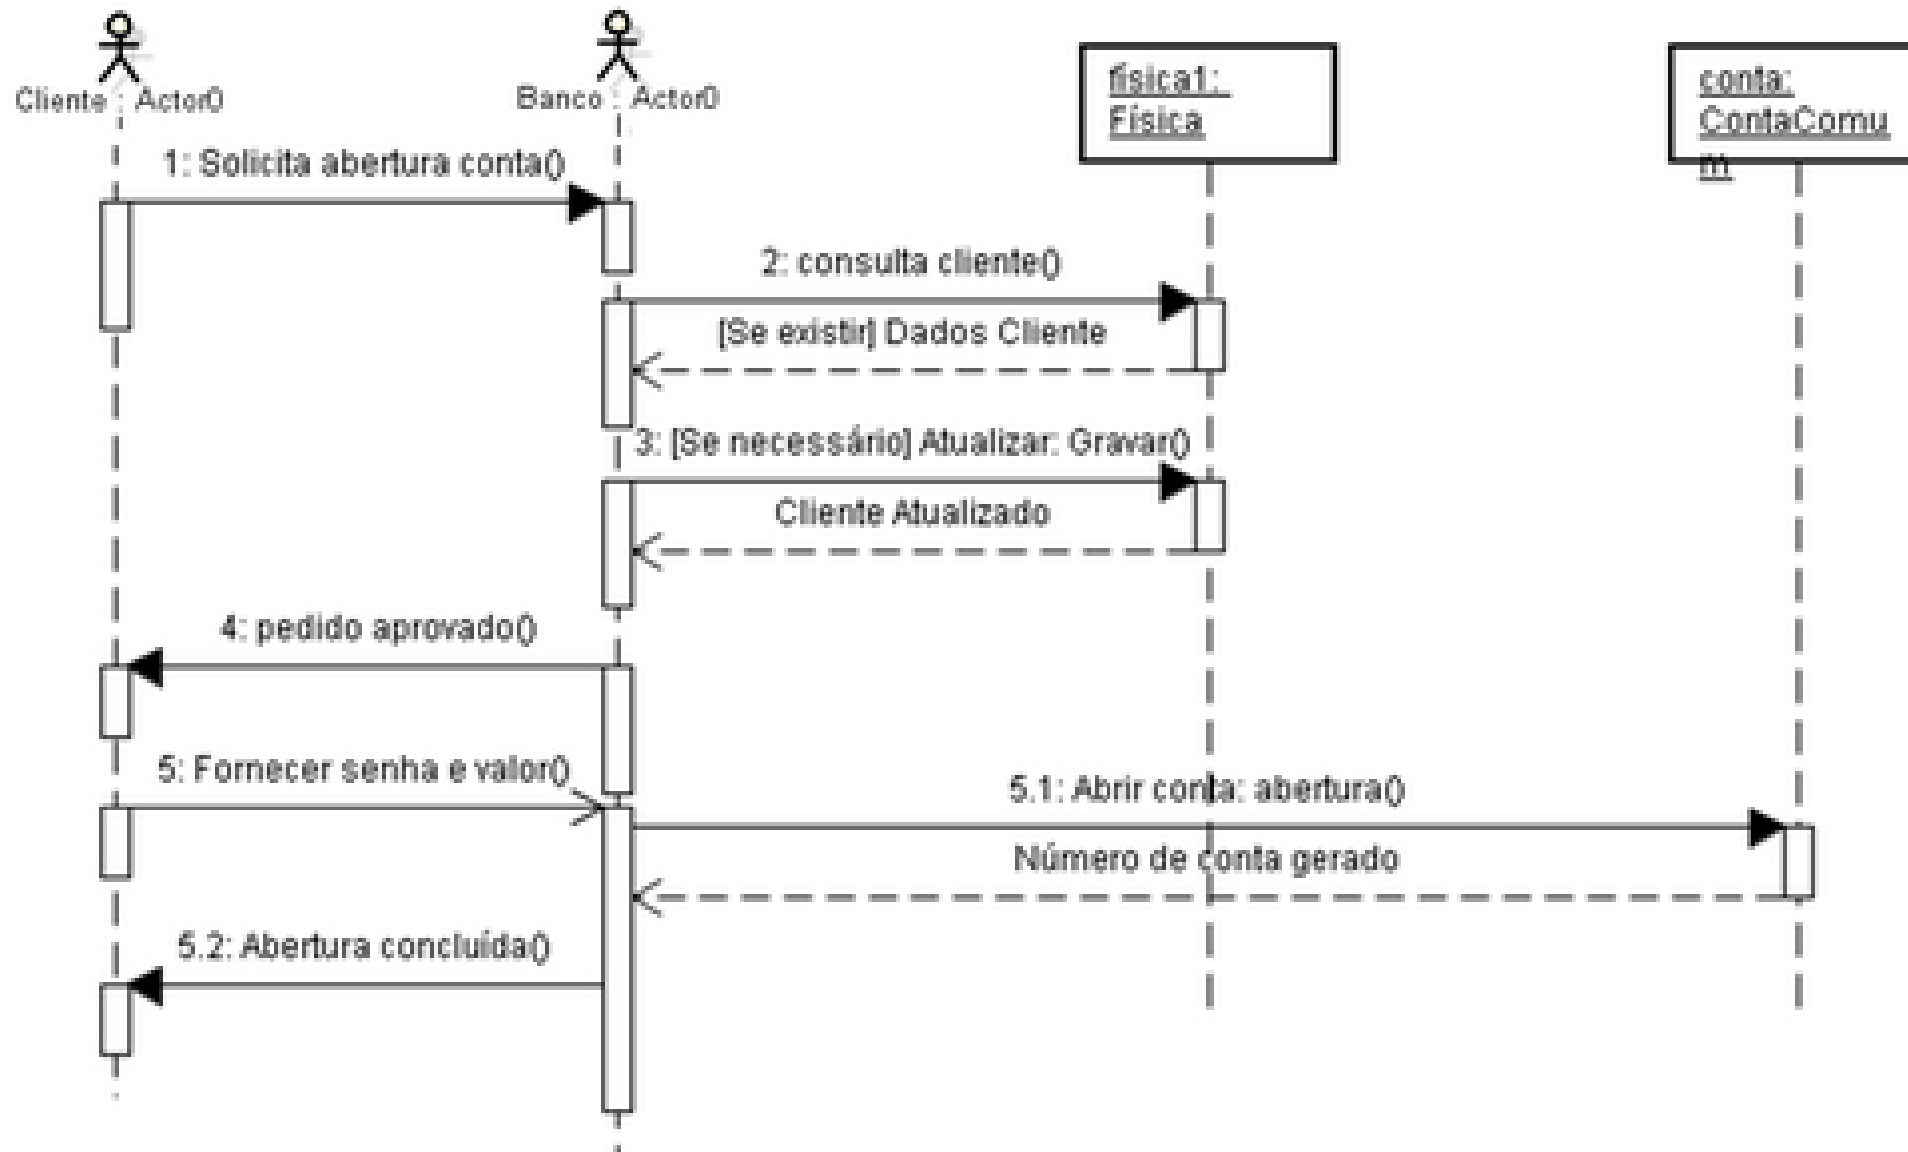 Cliente : Actor0
Banco : Actor0
física1:
Física
conta:
ContaComu
m
1: Solicita abertura conta()
2: consulta cliente()
[Se existir] Dados Cliente
3: [Se necessário] Atualizar: Gravar()
Cliente Atualizado
4: pedido aprovado()
5: Fornecer senha e valor()
5.1: Abrir conta: abertura()
Número de conta gerado
5.2: Abertura concluída()